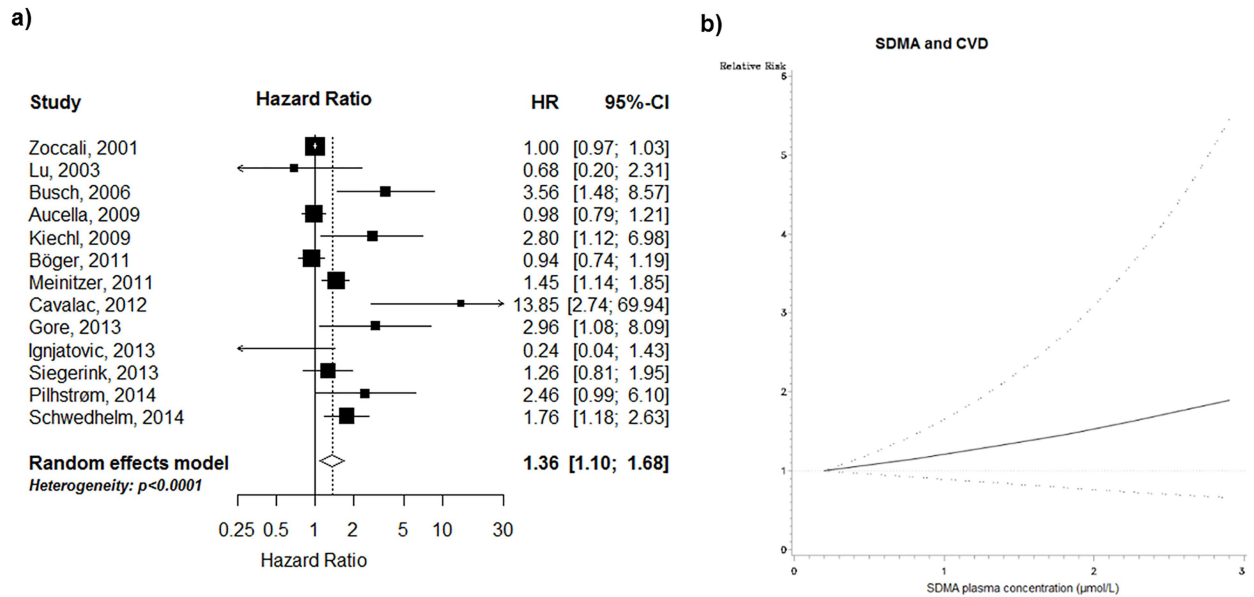 a)
Study Hazard Ratio HR 95%-CI
Zoccali, 2001 1.00 [0.97; 1.03]
Lu, 2003 0.68 [0.20; 2.31]
Busch, 2006 3.56 [1.48; 8.57]
Aucella, 2009 0.98 [0.79; 1.21]
Kiechl, 2009 2.80 [1.12; 6.98]
Böger, 2011 0.94 [0.74; 1.19]
Meinitzer, 2011 1.45 [1.14; 1.85]
Cavalac, 2012 13.85 [2.74; 69.94]
Gore, 2013 2.96 [1.08; 8.09]
Ignjatovic, 2013 0.24 [0.04; 1.43]
Siegerink, 2013 1.26 [0.81; 1.95]
Pilhstrøm, 2014 2.46 [0.99; 6.10]
Schwedhelm, 2014 1.76 [1.18; 2.63]
Random effects model 1.36 [1.10; 1.68]
Heterogeneity: p<0.0001
0.25 0.5 1 2 5 10 30
Hazard Ratio
b)
SDMA and CVD
Relative Risk
6
5
4
3
2
1
0
0 1 2 3
SDMA plasma concentration (µmol/L)